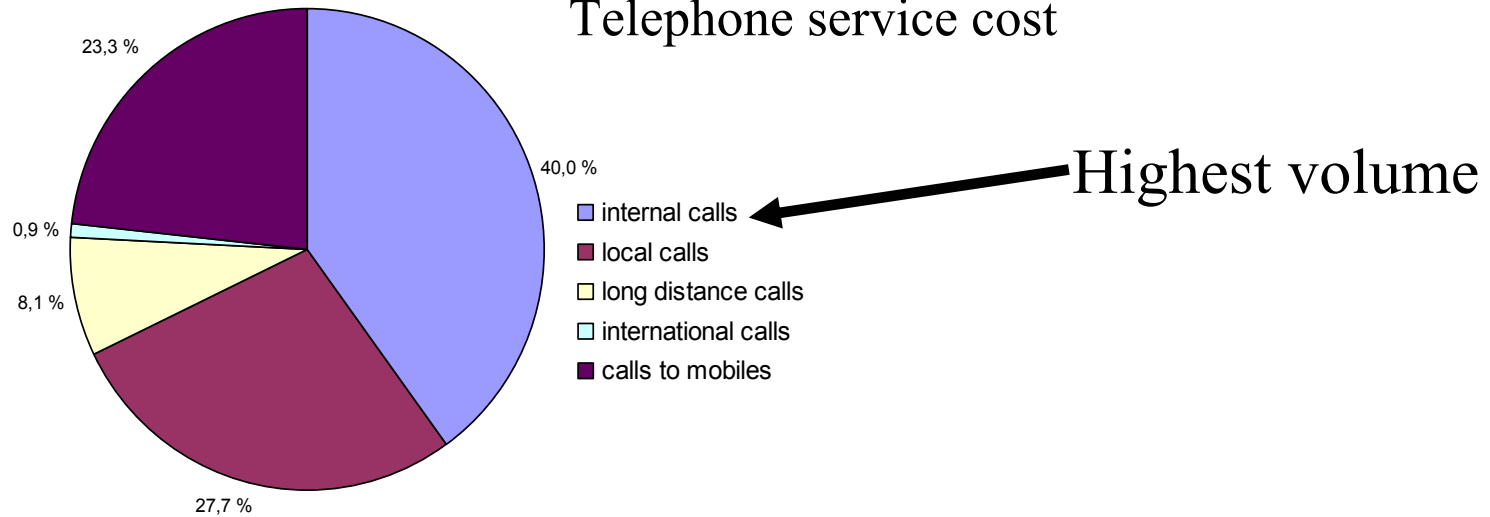 Telephone service cost
23,3 %
40,0 %
Highest volume
internal calls
0,9 %
local calls
long distance calls
8,1 %
international calls
calls to mobiles
27,7 %